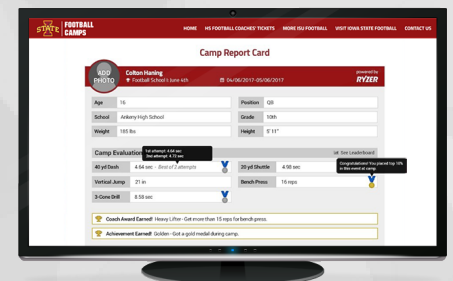 STATE FOOTBALL CAMPS
HOME HS FOOTBALL COACHES' TICKETS MORE ISU FOOTBALL VISIT IOWA STATE FOOTBALL CONTACT US
Camp Report Card
ADD PHOTO
Colton Haning
Football School I: June 4th
04/06/2017-05/06/2017
powered by
RYZER
Age 16 Position QB
School Ankeny High School Grade 10th
Weight 185 lbs Height 5' 11"
Camp Evaluation
1st attempt: 4.64 sec
2nd attempt: 4.72 sec
See Leaderboard
Congratulations! You placed top 10%
in this event at camp.
40 yd Dash 4.64 sec - Best of 2 attempts 20 yd Shuttle 4.98 sec
Vertical Jump 21 in Bench Press 16 reps
3-Cone Drill 8.58 sec
Coach Award Earned! Heavy Lifter - Get more than 15 reps for bench press.
Achievement Earned! Golden - Got a gold medal during camp.